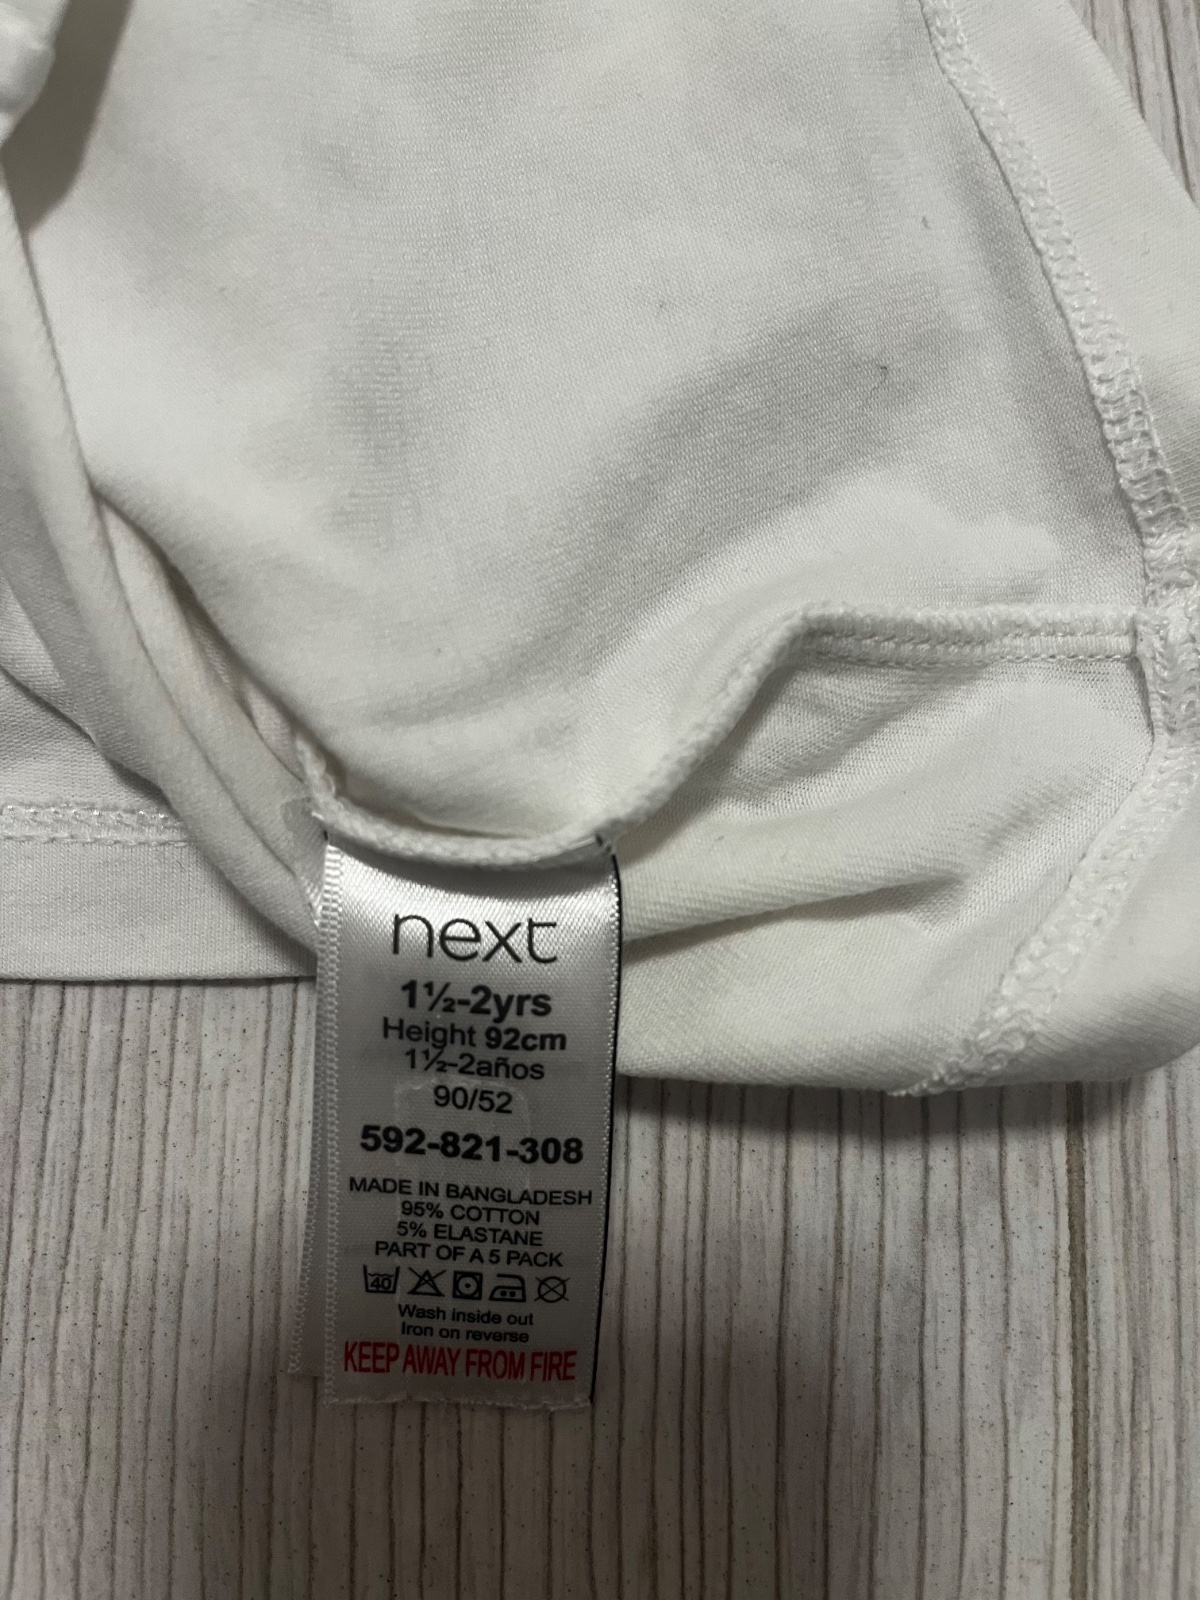 next
1½-2yrs
Height 92cm
1½-2años
90/52
592-821-308
MADE IN BANGLADESH
95% COTTON
5% ELASTANE
PART OF A 5 PACK
40
Wash inside out
Iron on reverse
KEEP AWAY FROM FIRE